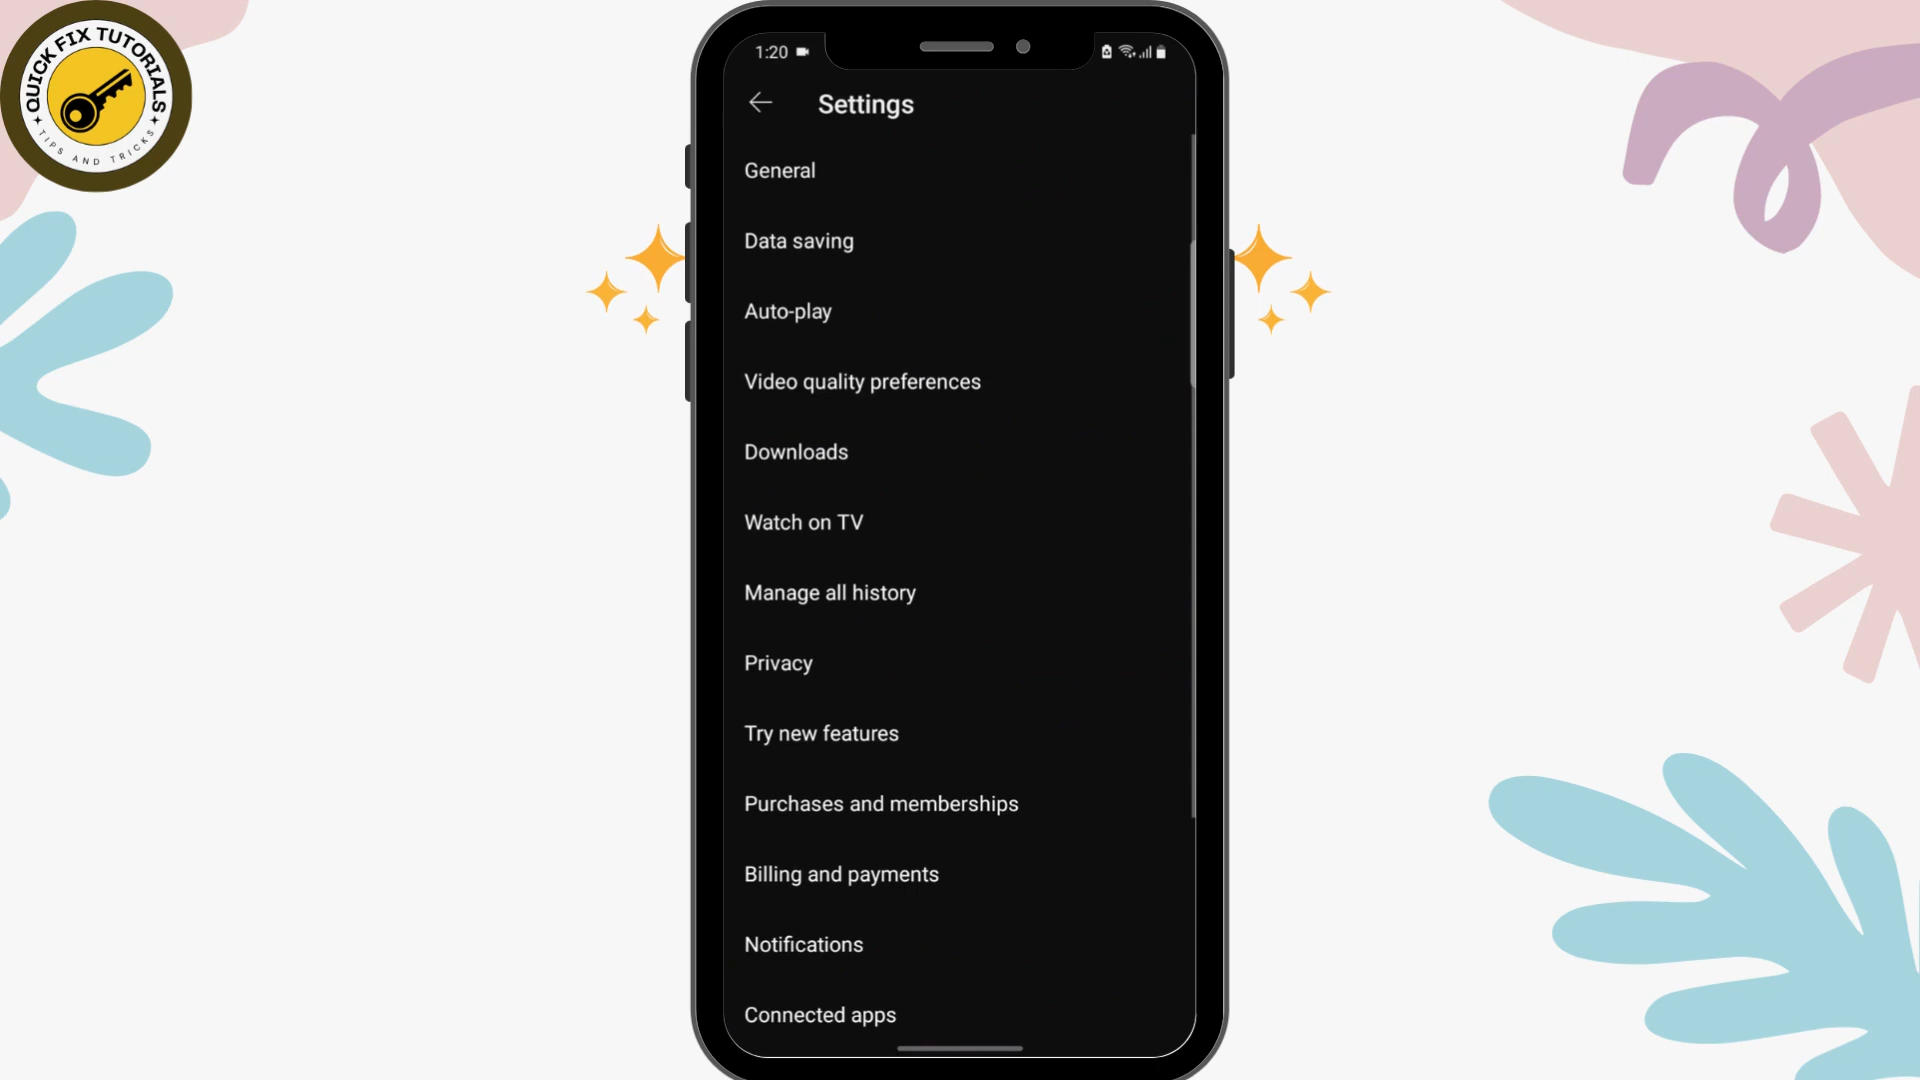 QUICK FIX TUTORIALS
TIPS AND TRICKS
1:20
Settings
General
Data saving
Auto-play
Video quality preferences
Downloads
Watch on TV
Manage all history
Privacy
Try new features
Purchases and memberships
Billing and payments
Notifications
Connected apps